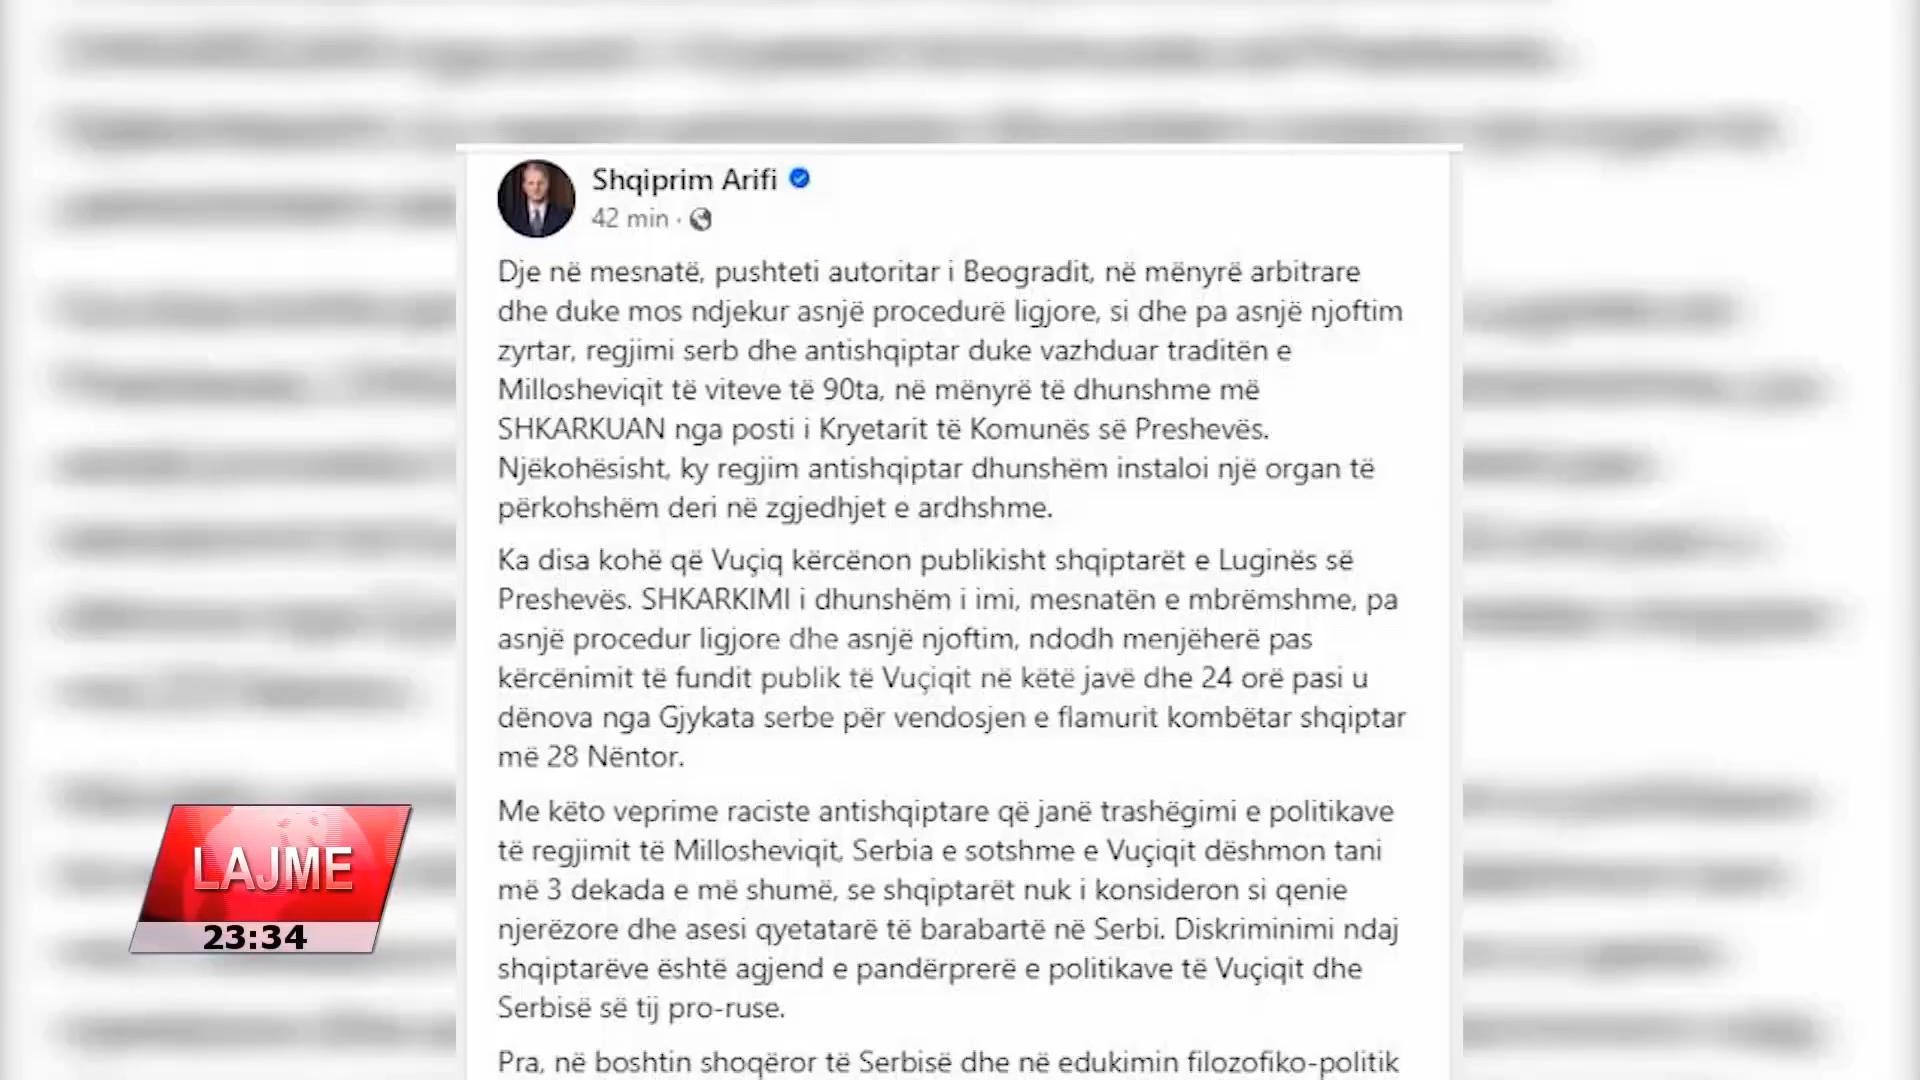 Shqiprim Arifi
42 min ·
Dje në mesnatë, pushteti autoritar i Beogradit, në mënyrë arbitrare
dhe duke mos ndjekur asnjë procedurë ligjore, si dhe pa asnjë njoftim
zyrtar, regjimi serb dhe antishqiptar duke vazhduar traditën e
Millosheviqit të viteve të 90ta, në mënyrë të dhunshme më
SHKARKUAN nga posti i Kryetarit të Komunës së Preshevës.
Njëkohësisht, ky regjim antishqiptar dhunshëm instaloi një organ të
përkohshëm deri në zgjedhjet e ardhshme.
Ka disa kohë që Vuçiq kërcënon publikisht shqiptarët e Luginës së
Preshevës. SHKARKIMI i dhunshëm i imi, mesnatën e mbrëmshme, pa
asnjë procedur ligjore dhe asnjë njoftim, ndodh menjëherë pas
kërcënimit të fundit publik të Vuçiqit në këtë javë dhe 24 orë pasi u
dënova nga Gjykata serbe për vendosjen e flamurit kombëtar shqiptar
më 28 Nëntor.
Me këto veprime raciste antishqiptare që janë trashëgimi e politikave
të regjimit të Millosheviqit, Serbia e sotshme e Vuçiqit dëshmon tani
më 3 dekada e më shumë, se shqiptarët nuk i konsideron si qenie
njerëzore dhe asesi qyetatarë të barabartë në Serbi. Diskriminimi ndaj
shqiptarëve është agjend e pandërprerë e politikave të Vuçiqit dhe
Serbisë së tij pro-ruse.
Pra, në boshtin shoqëror të Serbisë dhe në edukimin filozofiko-politik
LAJME
23:34